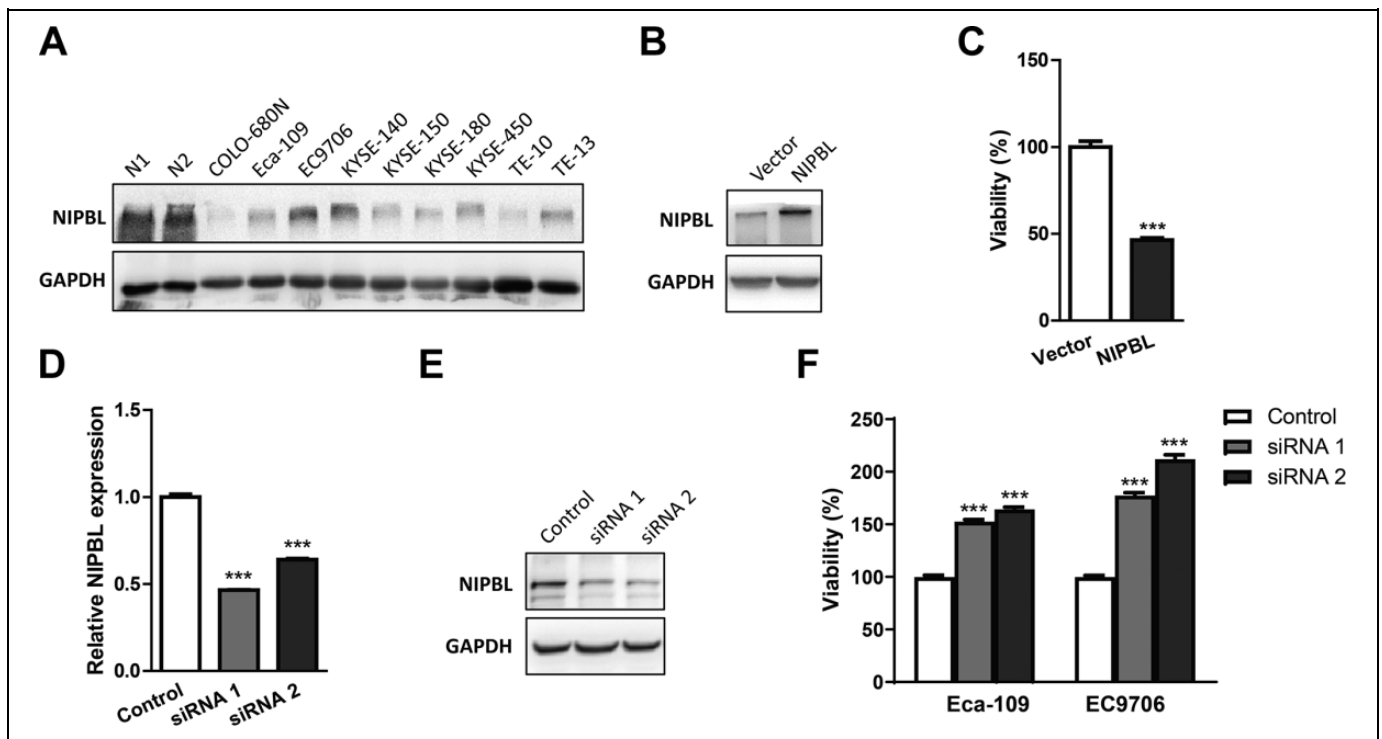 A
N1 N2 COLO-680N Eca-109 EC9706 KYSE-140 KYSE-150 KYSE-180 KYSE-450 TE-10 TE-13
NIPBL
GAPDH
B
Vector NIPBL
NIPBL
GAPDH
C
Viability (%)
150
100
50
0
***
Vector NIPBL
D
Relative NIPBL expression
1.5
1.0
0.5
0.0
***
***
Control siRNA 1 siRNA 2
E
Control siRNA 1 siRNA 2
NIPBL
GAPDH
F
Viability (%)
250
200
150
100
50
0
*** ***
*** ***
Eca-109 EC9706
Control
siRNA 1
siRNA 2